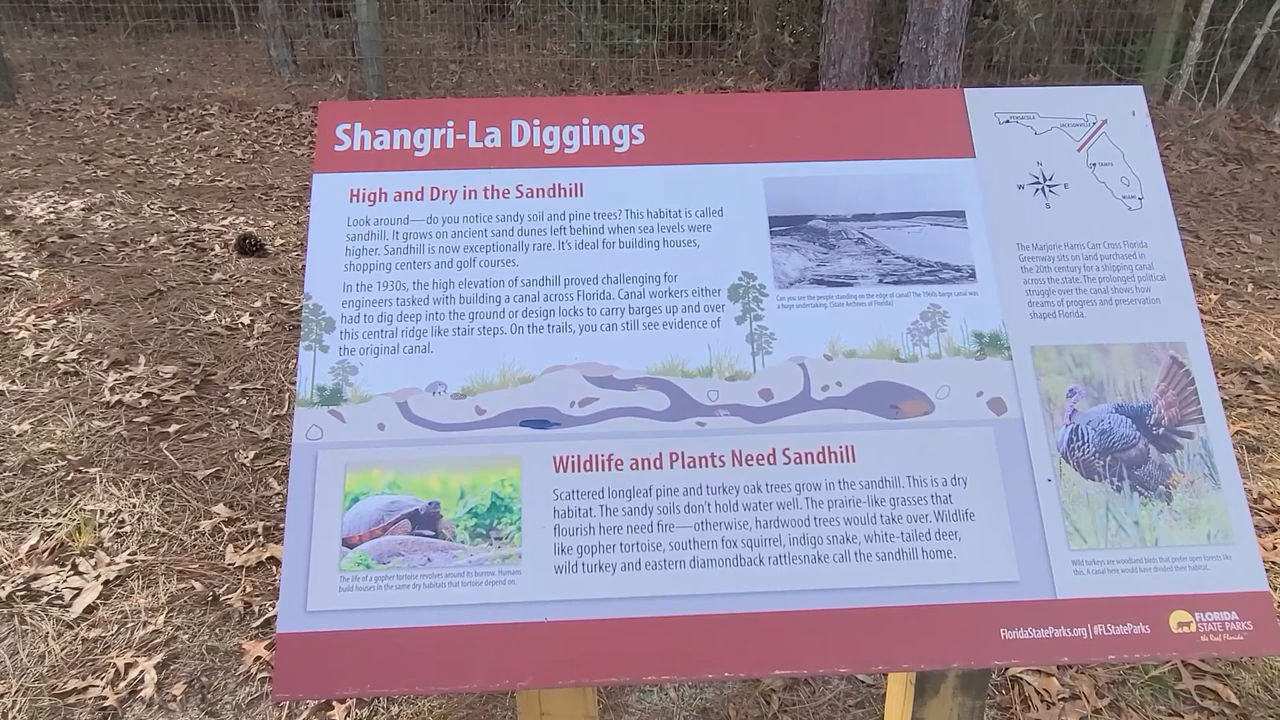 Shangri-La Diggings
High and Dry in the Sandhill
Look around—do you notice sandy soil and pine trees? This habitat is called
sandhill. It grows on ancient sand dunes left behind when sea levels were
higher. Sandhill is now exceptionally rare. It's ideal for building houses,
shopping centers and golf courses.
In the 1930s, the high elevation of sandhill proved challenging for
engineers and workers building a canal across Florida. Canal workers either
had to dig deep into the ground or design locks to carry barges up and over
this central ridge like stair steps. On the trails, you can still see evidence of
the original canal.
Can you see the people standing on the edge of canal? The 1960s barge canal was
a huge undertaking. (State Archives of Florida)
Wildlife and Plants Need Sandhill
Scattered longleaf pine and turkey oak trees grow in the sandhill. This is a dry
habitat. The sandy soils don't hold water well. The prairie-like grasses that
flourish here need fire—otherwise, hardwood trees would take over. Wildlife
like gopher tortoise, southern fox squirrel, indigo snake, white-tailed deer,
wild turkey and eastern diamondback rattlesnake call the sandhill home.
The life of a gopher tortoise revolves around its burrow. Humans
build houses in the same dry habitats that tortoise depend on.
PENSACOLA
JACKSONVILLE
TAMPA
MIAMI
N
W E
S
The Marjorie Harris Carr Cross Florida
Greenway sits on land purchased in
the 20th century for a shipping canal
across the state. The prolonged political
struggle over the canal shows how
dreams of progress and preservation
shaped Florida.
Wild turkeys are woodland birds that prefer open forests like
this. A canal here would have divided their habitat.
FloridaStateParks.org | #FLStateParks
FLORIDA
STATE PARKS
...the Real Florida